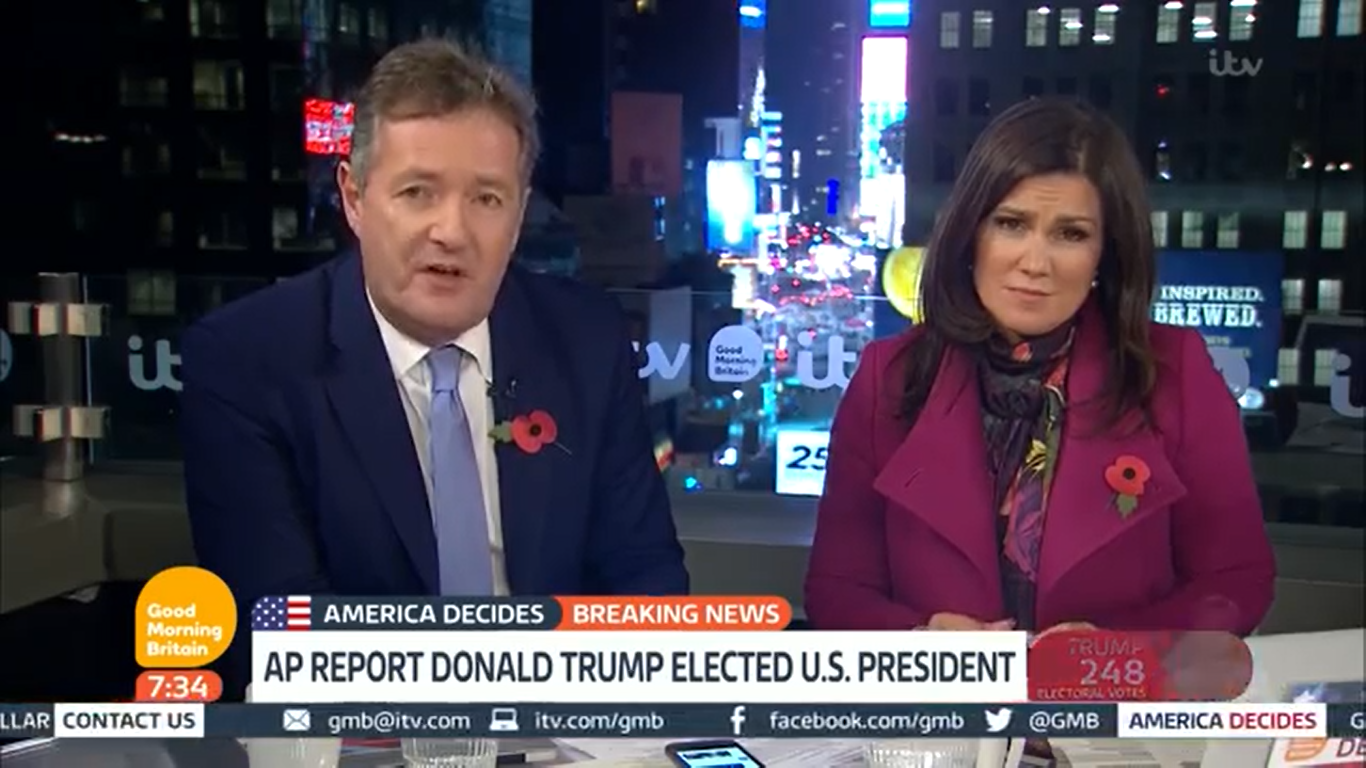 itv
INSPIRED.
BREWED.
itv
itv
Good
Morning
Britain
25
Good
Morning
Britain
7:34
AMERICA DECIDES
BREAKING NEWS
AP REPORT DONALD TRUMP ELECTED U.S. PRESIDENT
TRUMP
248
ELECTORAL VOTES
LLAR CONTACT US gmb@itv.com itv.com/gmb facebook.com/gmb @GMB AMERICA DECIDES G